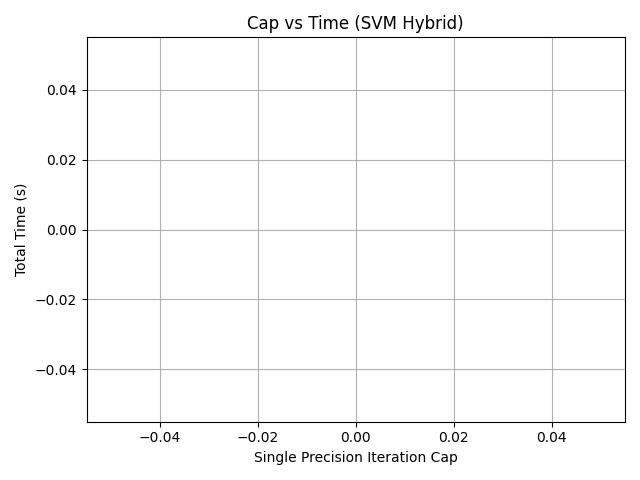 Cap vs Time (SVM Hybrid)
Total Time (s)
0.04
0.02
0.00
−0.02
−0.04
−0.04 −0.02 0.00 0.02 0.04
Single Precision Iteration Cap